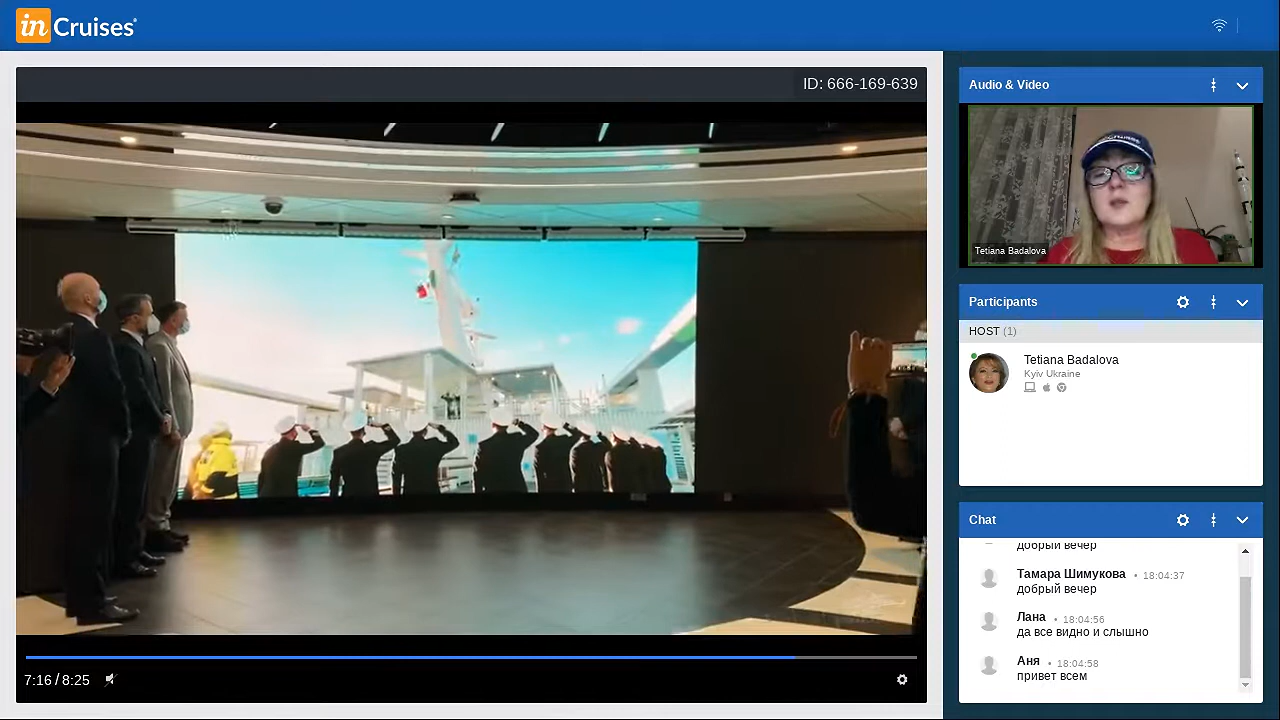 in Cruises
ID: 666-169-639
7:16 / 8:25
Audio & Video
Tetiana Badalova
Participants
HOST (1)
Tetiana Badalova
Kyiv Ukraine
Chat
добрый вечер
Тамара Шимукова • 18:04:37
добрый вечер
Лана • 18:04:56
да все видно и слышно
Аня • 18:04:58
привет всем